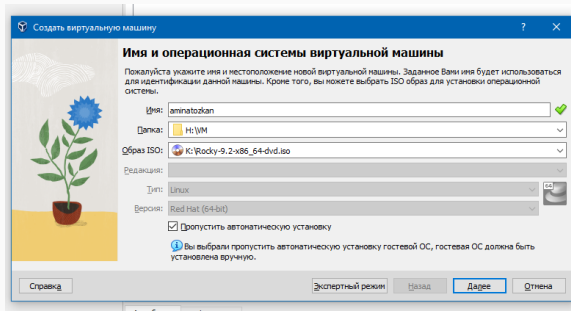 Создать виртуальную машину
Имя и операционная системы виртуальной машины
Пожалуйста укажите имя и местоположение новой виртуальной машины. Заданное Вами имя будет использоваться
для идентификации данной машины. Кроме того, вы можете выбрать ISO образ для установки операционной
системы.
Имя: aminatozkan
Папка: H:\VM
Образ ISO: K:\Rocky-9.2-x86_64-dvd.iso
Редакция:
Тип: Linux
64
Версия: Red Hat (64-bit)
Пропустить автоматическую установку
Вы выбрали пропустить автоматическую установку гостевой ОС, гостевая ОС должна быть
установлена вручную.
Справка Экспертный режим Назад Далее Отмена